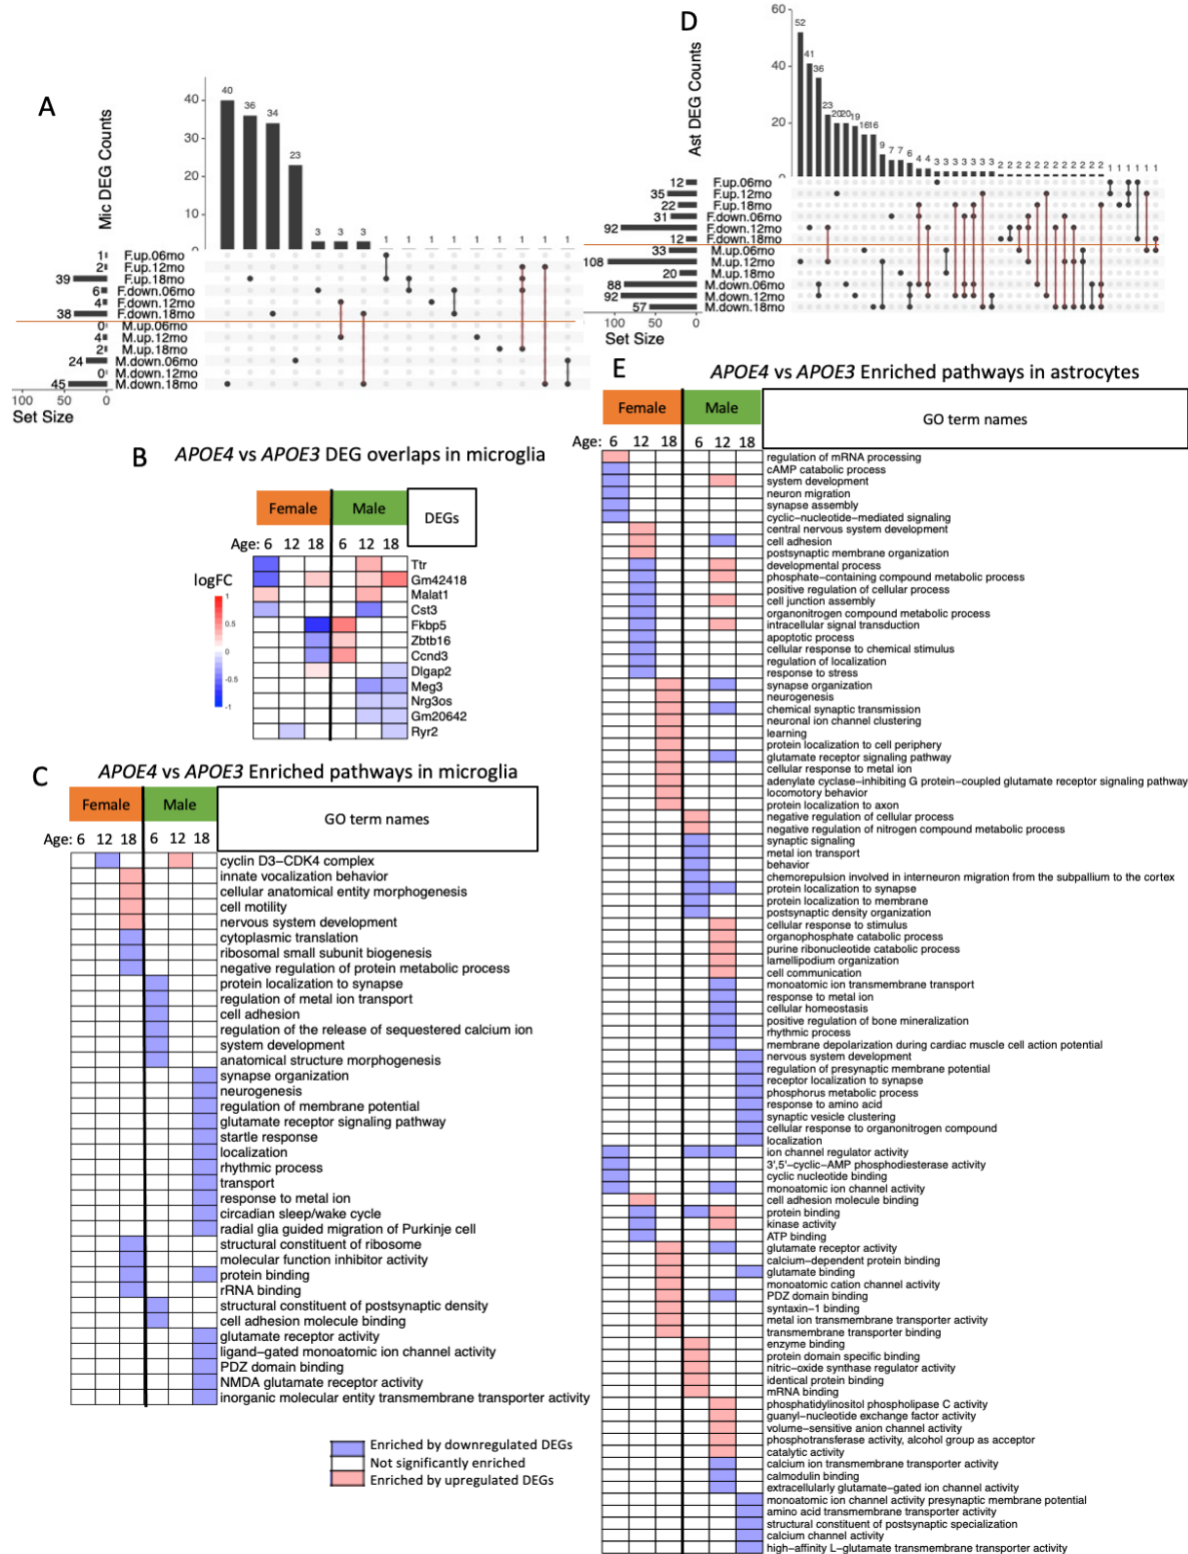 A
Mic DEG Counts
40
30
20
10
0
40
36
34
23
3
3
3
1
1
1
1
1
1
1
1
1
1 F.up.06mo
2 F.up.12mo
39 F.up.18mo
6 F.down.06mo
4 F.down.12mo
38 F.down.18mo
0 M.up.06mo
4 M.up.12mo
2 M.up.18mo
24 M.down.06mo
0 M.down.12mo
45 M.down.18mo
100 50 0
Set Size
D
Ast DEG Counts
60
40
20
0
52
41
36
23
20
20
19
16
16
9
7
7
6
4
4
3
3
3
3
3
3
3
2 2 2 2 2 2 2 2 2 2 2 2
1 1 1 1 1 1
12 F.up.06mo
35 F.up.12mo
22 F.up.18mo
31 F.down.06mo
92 F.down.12mo
12 F.down.18mo
33 M.up.06mo
108 M.up.12mo
20 M.up.18mo
88 M.down.06mo
92 M.down.12mo
57 M.down.18mo
100 50 0
Set Size
B
APOE4 vs APOE3 DEG overlaps in microglia
Female Male DEGs
Age: 6 12 18 6 12 18
logFC
1
0.5
0
-0.5
-1
Ttr
Gm42418
Malat1
Cst3
Fkbp5
Zbtb16
Ccnd3
Dlgap2
Meg3
Nrg3os
Gm20642
Ryr2
C
APOE4 vs APOE3 Enriched pathways in microglia
Female Male GO term names
Age: 6 12 18 6 12 18
cyclin D3−CDK4 complex
innate vocalization behavior
cellular anatomical entity morphogenesis
cell motility
nervous system development
cytoplasmic translation
ribosomal small subunit biogenesis
negative regulation of protein metabolic process
protein localization to synapse
regulation of metal ion transport
cell adhesion
regulation of the release of sequestered calcium ion
system development
anatomical structure morphogenesis
synapse organization
neurogenesis
regulation of membrane potential
glutamate receptor signaling pathway
startle response
localization
rhythmic process
transport
response to metal ion
circadian sleep/wake cycle
radial glia guided migration of Purkinje cell
structural constituent of ribosome
molecular function inhibitor activity
protein binding
rRNA binding
structural constituent of postsynaptic density
cell adhesion molecule binding
glutamate receptor activity
ligand−gated monoatomic ion channel activity
PDZ domain binding
NMDA glutamate receptor activity
inorganic molecular entity transmembrane transporter activity
Enriched by downregulated DEGs
Not significantly enriched
Enriched by upregulated DEGs
E
APOE4 vs APOE3 Enriched pathways in astrocytes
Female Male GO term names
Age: 6 12 18 6 12 18
regulation of mRNA processing
cAMP catabolic process
system development
neuron migration
synapse assembly
cyclic−nucleotide−mediated signaling
central nervous system development
cell adhesion
postsynaptic membrane organization
developmental process
phosphate−containing compound metabolic process
positive regulation of cellular process
cell junction assembly
organonitrogen compound metabolic process
intracellular signal transduction
apoptotic process
cellular response to chemical stimulus
regulation of localization
response to stress
synapse organization
neurogenesis
chemical synaptic transmission
neuronal ion channel clustering
learning
protein localization to cell periphery
glutamate receptor signaling pathway
cellular response to metal ion
adenylate cyclase−inhibiting G protein−coupled glutamate receptor signaling pathway
locomotory behavior
protein localization to axon
negative regulation of cellular process
negative regulation of nitrogen compound metabolic process
synaptic signaling
metal ion transport
behavior
chemorepulsion involved in interneuron migration from the subpallium to the cortex
protein localization to synapse
protein localization to membrane
postsynaptic density organization
cellular response to stimulus
organophosphate catabolic process
purine ribonucleotide catabolic process
lamellipodium organization
cell communication
monoatomic ion transmembrane transport
response to metal ion
cellular homeostasis
positive regulation of bone mineralization
rhythmic process
membrane depolarization during cardiac muscle cell action potential
nervous system development
regulation of presynaptic membrane potential
receptor localization to synapse
phosphorus metabolic process
response to amino acid
synaptic vesicle clustering
cellular response to organonitrogen compound
localization
ion channel regulator activity
3',5'−cyclic−AMP phosphodiesterase activity
cyclic nucleotide binding
monoatomic ion channel activity
cell adhesion molecule binding
protein binding
kinase activity
ATP binding
glutamate receptor activity
calcium−dependent protein binding
glutamate binding
monoatomic cation channel activity
PDZ domain binding
syntaxin−1 binding
metal ion transmembrane transporter activity
transmembrane transporter binding
enzyme binding
protein domain specific binding
nitric−oxide synthase regulator activity
identical protein binding
mRNA binding
phosphatidylinositol phospholipase C activity
guanyl−nucleotide exchange factor activity
volume−sensitive anion channel activity
phosphotransferase activity, alcohol group as acceptor
catalytic activity
calcium ion transmembrane transporter activity
calmodulin binding
extracellularly glutamate−gated ion channel activity
monoatomic ion channel activity presynaptic membrane potential
amino acid transmembrane transporter activity
structural constituent of postsynaptic specialization
calcium channel activity
high−affinity L−glutamate transmembrane transporter activity